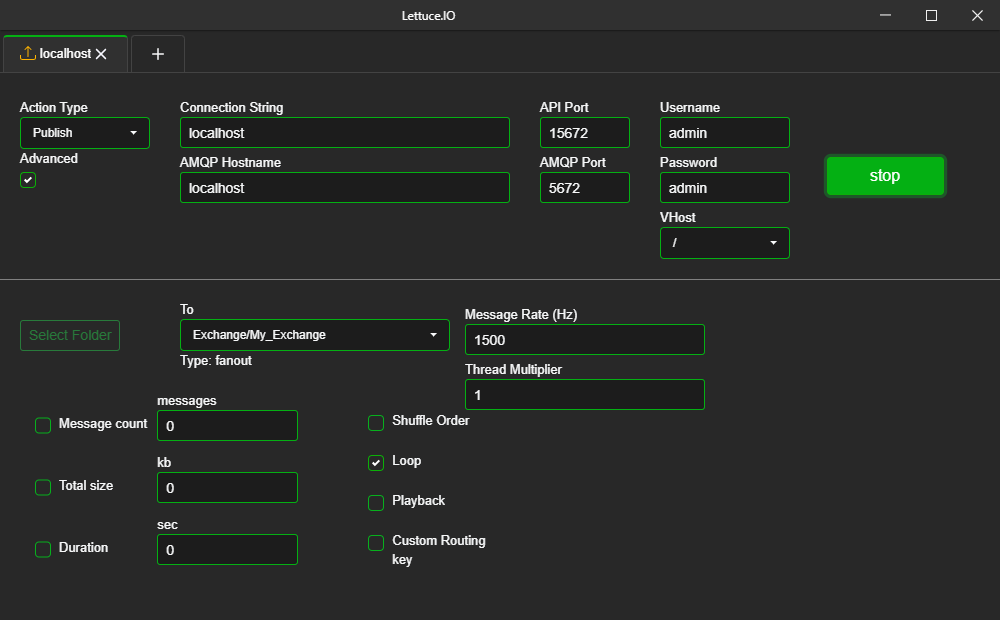 Lettuce.IO
localhost
Action Type
Connection String
API Port
Username
Publish
localhost
15672
admin
Advanced
AMQP Hostname
AMQP Port
Password
localhost
5672
admin
stop
VHost
/
Select Folder
To
Exchange/My_Exchange
Type: fanout
Message Rate (Hz)
1500
Thread Multiplier
1
messages
Message count
0
kb
Total size
0
sec
Duration
0
Shuffle Order
Loop
Playback
Custom Routing
key